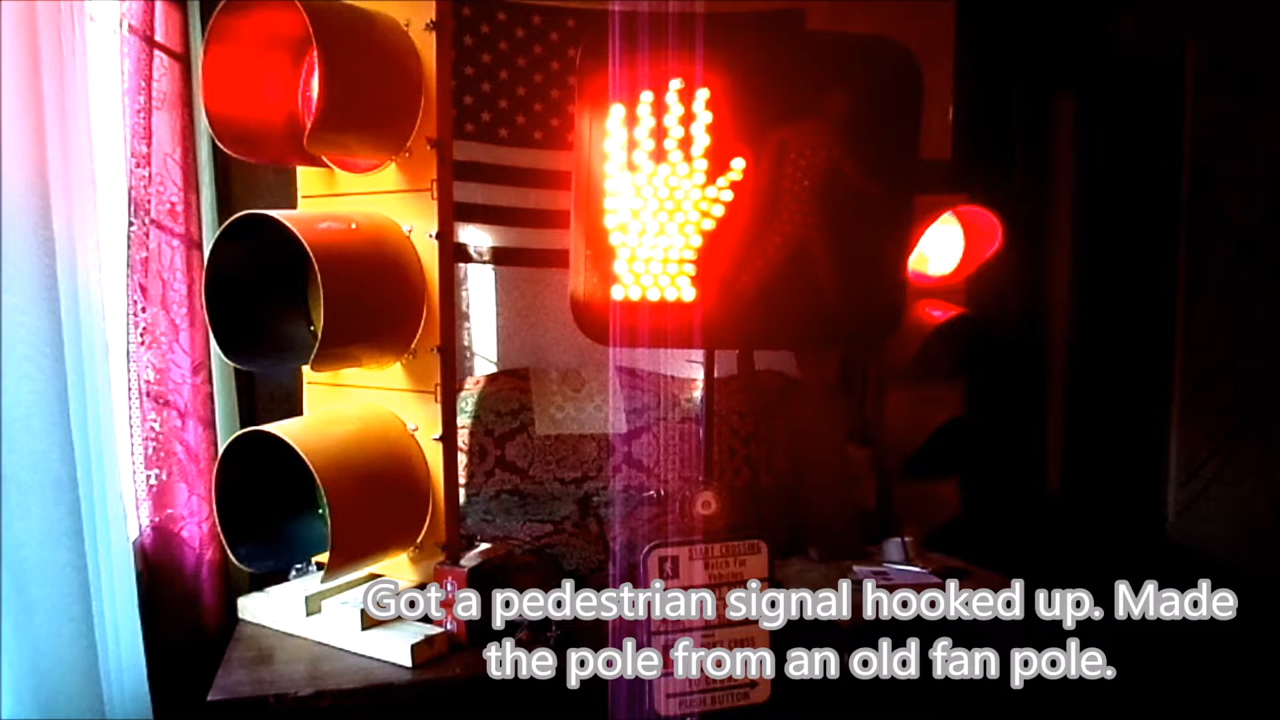 START CROSSING
Watch For
Vehicles
Got a pedestrian signal hooked up. Made
the pole from an old fan pole.
PUSH BUTTON